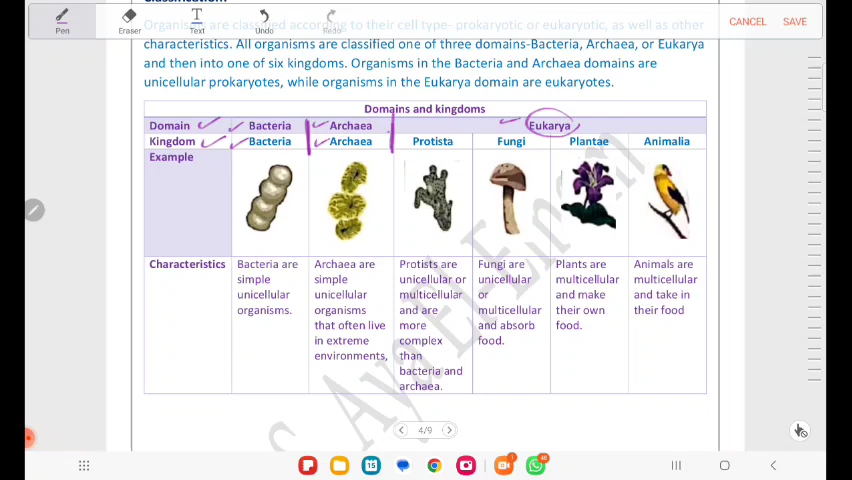 Classification:
Pen
Eraser
Text
Undo
Redo
CANCEL
SAVE
Organisms are classified according to their cell type- prokaryotic or eukaryotic, as well as other
characteristics. All organisms are classified one of three domains-Bacteria, Archaea, or Eukarya
and then into one of six kingdoms. Organisms in the Bacteria and Archaea domains are
unicellular prokaryotes, while organisms in the Eukarya domain are eukaryotes.
Domains and kingdoms
Domain Bacteria Archaea Eukarya
Kingdom Bacteria Archaea Protista Fungi Plantae Animalia
Example
Characteristics
Bacteria are
simple
unicellular
organisms.
Archaea are
simple
unicellular
organisms
that often live
in extreme
environments,
Protists are
unicellular or
multicellular
and are
more
complex
than
bacteria and
archaea.
Fungi are
unicellular
or
multicellular
and absorb
food.
Plants are
multicellular
and make
their own
food.
Animals are
multicellular
and take in
their food
4/9
15
1
48